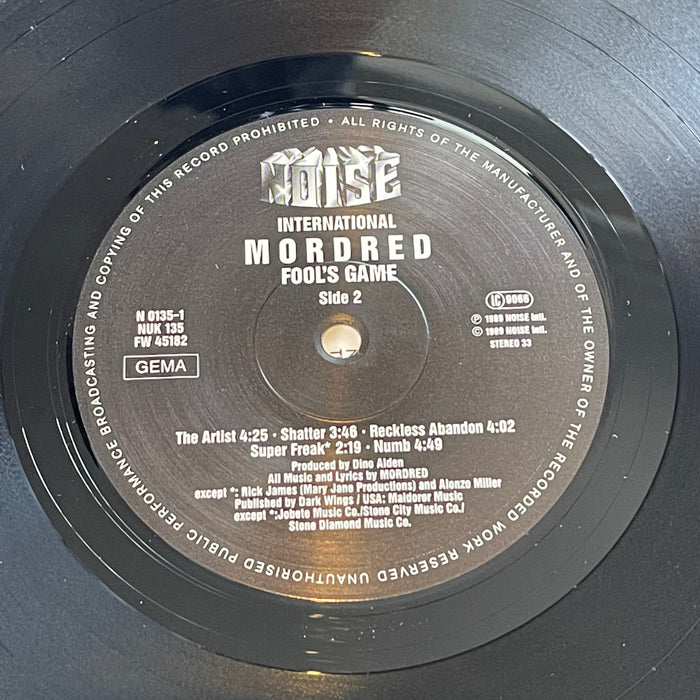 UNAUTHORISED PUBLIC PERFORMANCE BROADCASTING AND COPYING OF THIS RECORD PROHIBITED • ALL RIGHTS OF THE MANUFACTURER AND OF THE OWNER OF THE RECORDED WORK RESERVED
NOISE
INTERNATIONAL
MORDRED
FOOL'S GAME
Side 2
N 0135-1
NUK 135
FW 45182
GEMA
LC 9066
℗ 1989 NOISE Intl.
© 1989 NOISE Intl.
STEREO 33
The Artist 4:25 · Shatter 3:46 · Reckless Abandon 4:02
Super Freak* 2:19 · Numb 4:49
Produced by Dino Alden
All Music and Lyrics by MORDRED
except *: Rick James (Mary Jane Productions) and Alonzo Miller
Published by Dark Wings / USA: Maldoror Music
except *:Jobete Music Co./Stone City Music Co./
Stone Diamond Music Co.